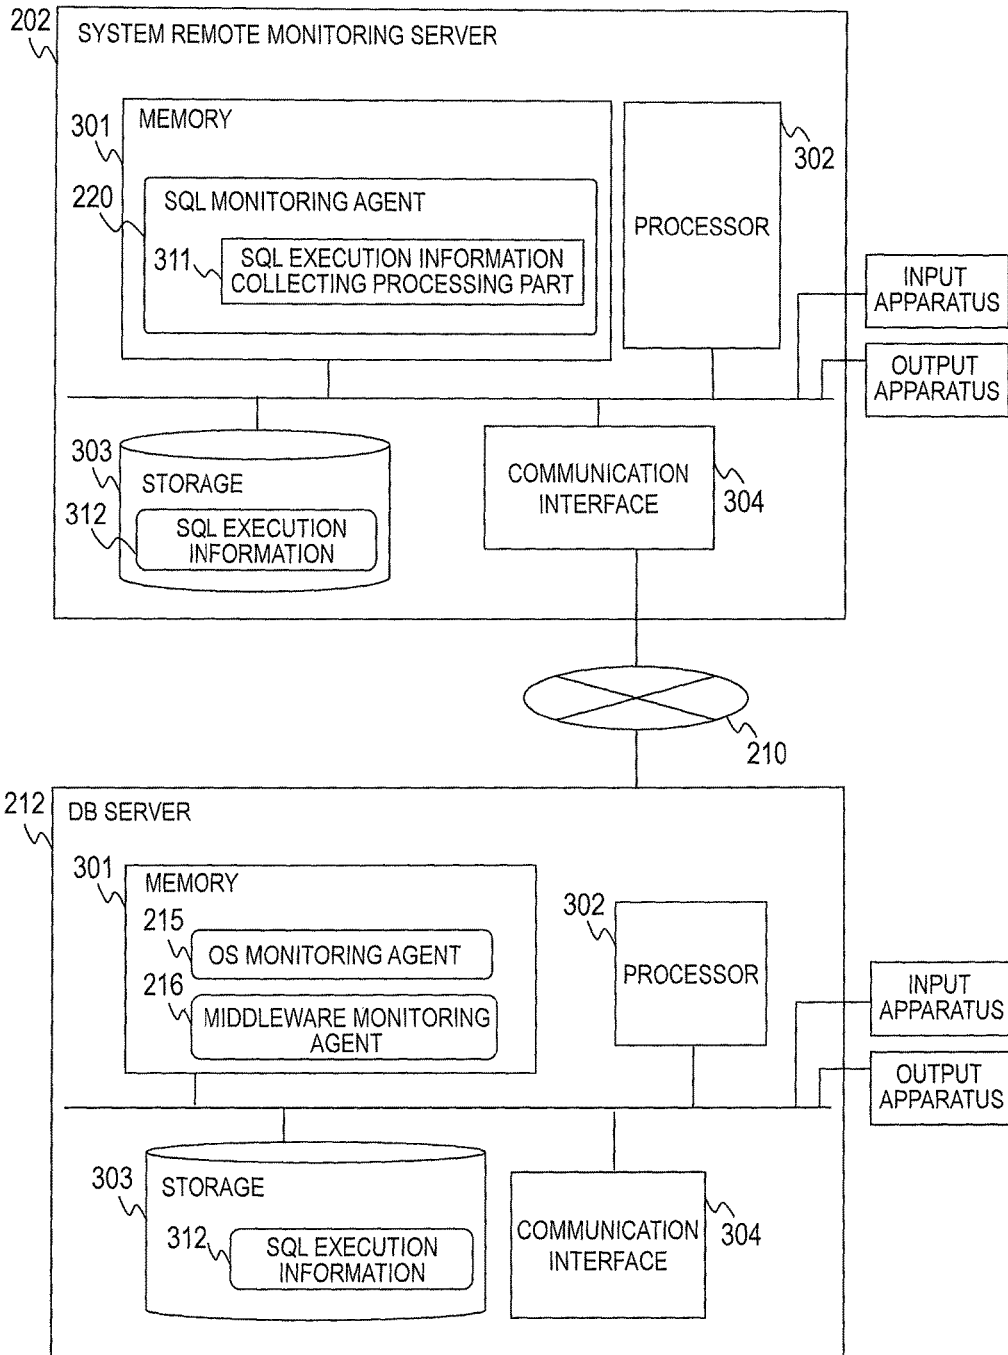 202
SYSTEM REMOTE MONITORING SERVER
301
MEMORY
302
220
SQL MONITORING AGENT
PROCESSOR
311
SQL EXECUTION INFORMATION
COLLECTING PROCESSING PART
INPUT
APPARATUS
OUTPUT
APPARATUS
303
STORAGE
312
SQL EXECUTION
INFORMATION
COMMUNICATION
INTERFACE
304
210
212
DB SERVER
301
MEMORY
215
OS MONITORING AGENT
216
MIDDLEWARE MONITORING
AGENT
302
PROCESSOR
INPUT
APPARATUS
OUTPUT
APPARATUS
303
STORAGE
312
SQL EXECUTION
INFORMATION
COMMUNICATION
INTERFACE
304